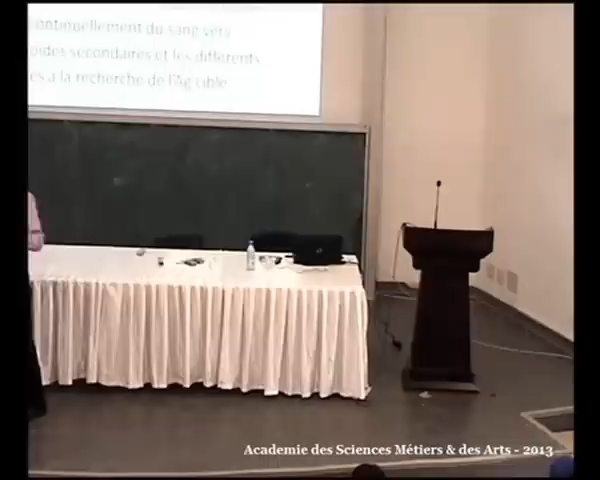 continuellement du sang vers
oides secondaires et les différents
es à la recherche de l'Ag cible
Academie des Sciences Métiers & des Arts - 2013